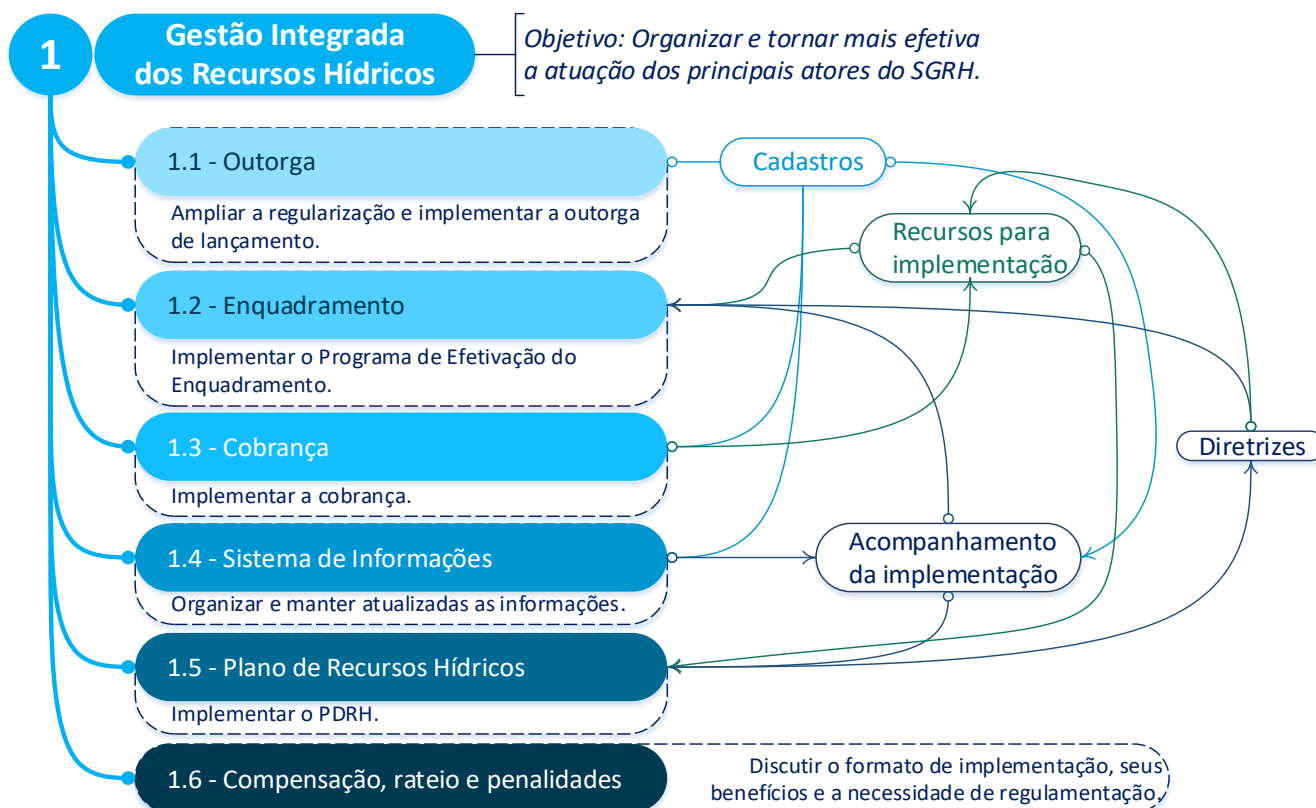 1
Gestão Integrada
dos Recursos Hídricos
Objetivo: Organizar e tornar mais efetiva
a atuação dos principais atores do SGRH.
1.1 - Outorga
Ampliar a regularização e implementar a outorga
de lançamento.
Cadastros
Recursos para
implementação
1.2 - Enquadramento
Implementar o Programa de Efetivação do
Enquadramento.
1.3 - Cobrança
Implementar a cobrança.
Diretrizes
1.4 - Sistema de Informações
Organizar e manter atualizadas as informações.
Acompanhamento
da implementação
1.5 - Plano de Recursos Hídricos
Implementar o PDRH.
1.6 - Compensação, rateio e penalidades
Discutir o formato de implementação, seus
benefícios e a necessidade de regulamentação.